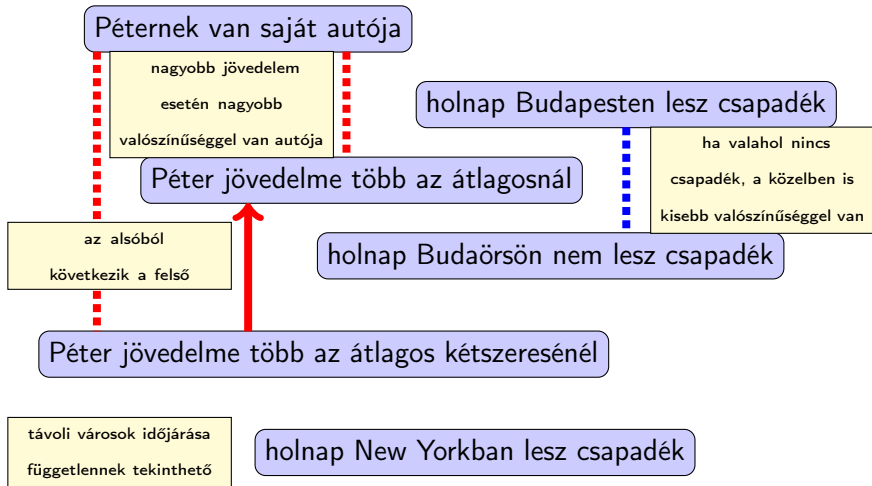 Péternek van saját autója
nagyobb jövedelem
esetén nagyobb
valószínűséggel van autója
holnap Budapesten lesz csapadék
ha valahol nincs
csapadék, a közelben is
kisebb valószínűséggel van
Péter jövedelme több az átlagosnál
az alsóból
következik a felső
holnap Budaörsön nem lesz csapadék
Péter jövedelme több az átlagos kétszeresénél
távoli városok időjárása
függetlennek tekinthető
holnap New Yorkban lesz csapadék